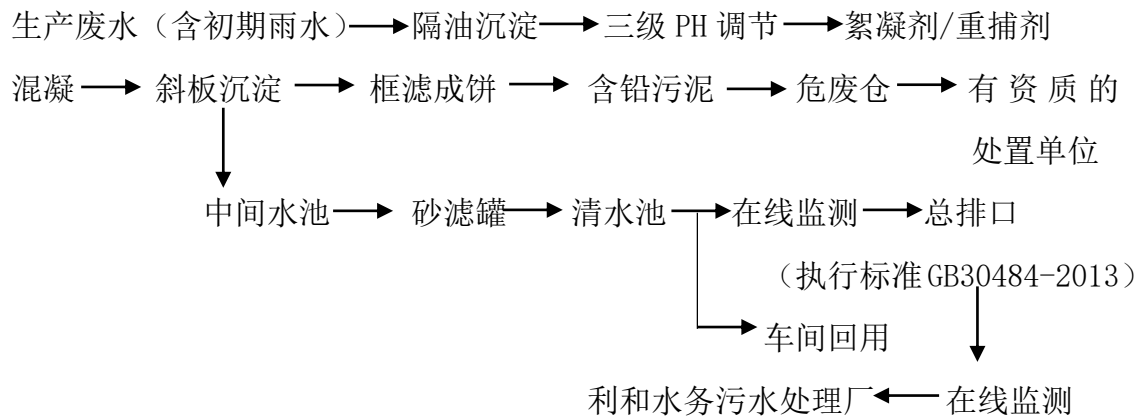 生产废水（含初期雨水）→隔油沉淀→三级 PH 调节→絮凝剂/重捕剂
混凝→斜板沉淀→框滤成饼→含铅污泥→危废仓→有资质的
处置单位
中间水池→砂滤罐→清水池→在线监测→总排口
（执行标准GB30484-2013）
车间回用
利和水务污水处理厂←在线监测